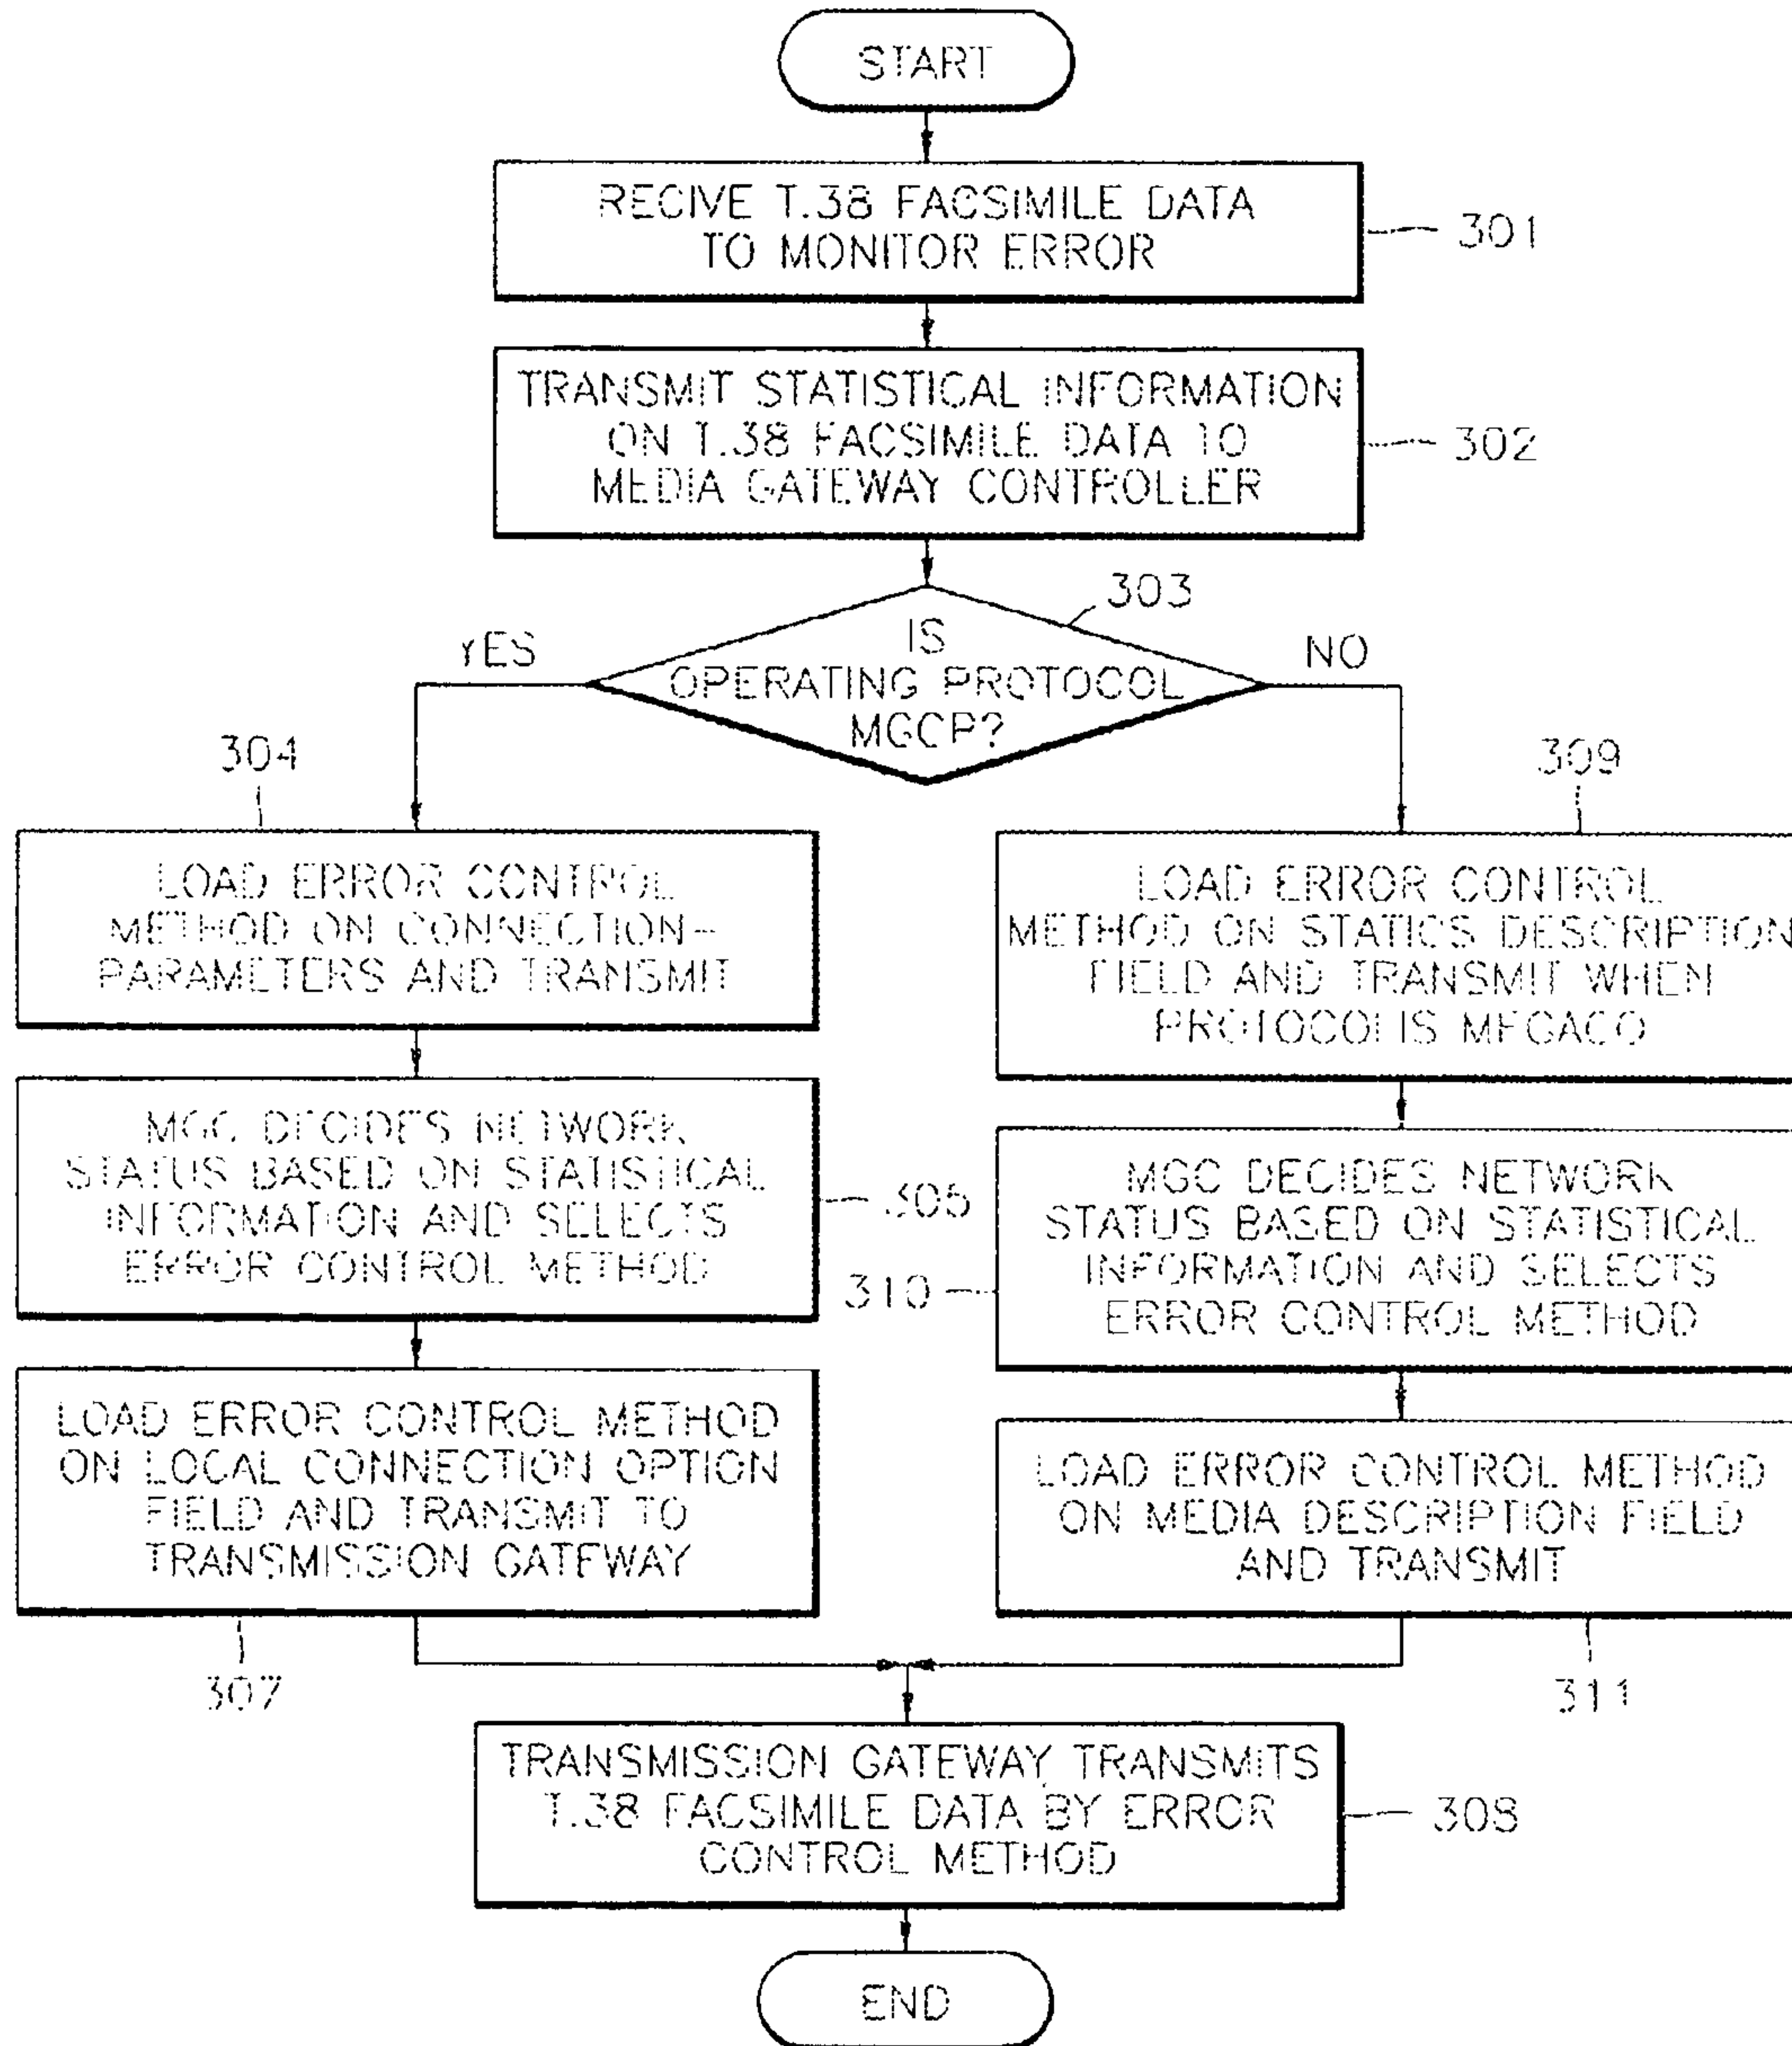 START
RECIVE T.38 FACSIMILE DATA
TO MONITOR ERROR
301
TRANSMIT STATISTICAL INFORMATION
ON T.38 FACSIMILE DATA TO
MEDIA GATEWAY CONTROLLER
302
303
IS
OPERATING PROTOCOL
MGCP?
YES
NO
304
LOAD ERROR CONTROL
METHOD ON CONNECTION-
PARAMETERS AND TRANSMIT
MGC DECIDES NETWORK
STATUS BASED ON STATISTICAL
INFORMATION AND SELECTS
ERROR CONTROL METHOD
305
LOAD ERROR CONTROL METHOD
ON LOCAL CONNECTION OPTION
FIELD AND TRANSMIT TO
TRANSMISSION GATEWAY
307
309
LOAD ERROR CONTROL
METHOD ON STATICS DESCRIPTION
FIELD AND TRANSMIT WHEN
PROTOCOL IS MEGACO
MGC DECIDES NETWORK
STATUS BASED ON STATISTICAL
INFORMATION AND SELECTS
ERROR CONTROL METHOD
310
LOAD ERROR CONTROL METHOD
ON MEDIA DESCRIPTION FIELD
AND TRANSMIT
311
TRANSMISSION GATEWAY TRANSMITS
T.38 FACSIMILE DATA BY ERROR
CONTROL METHOD
308
END